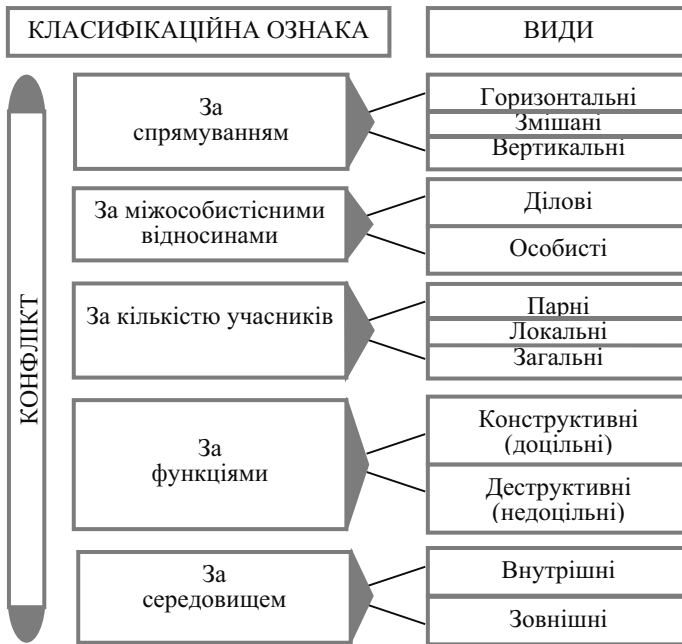 КЛАСИФІКАЦІЙНА ОЗНАКА
ВИДИ
КОНФЛІКТ
За
спрямуванням
Горизонтальні
Змішані
Вертикальні
За міжособистісними
відносинами
Ділові
Особисті
За кількістю учасників
Парні
Локальні
Загальні
За
функціями
Конструктивні
(доцільні)
Деструктивні
(недоцільні)
За
середовищем
Внутрішні
Зовнішні